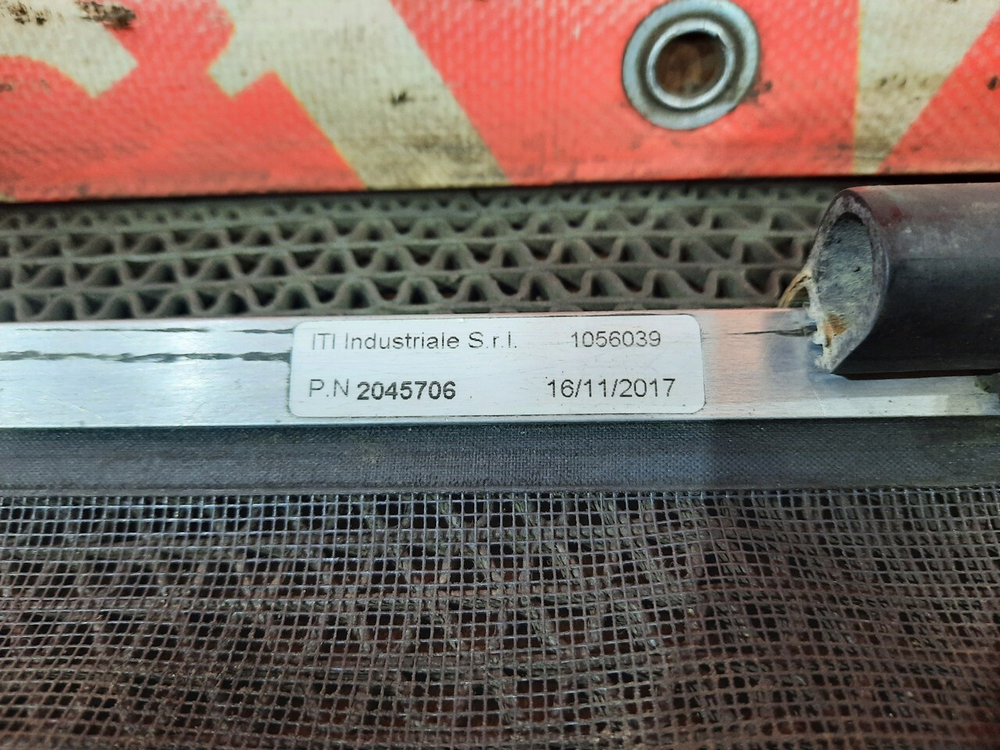 ITI Industriale S.r.l. 1056039
P.N 2045706 16/11/2017